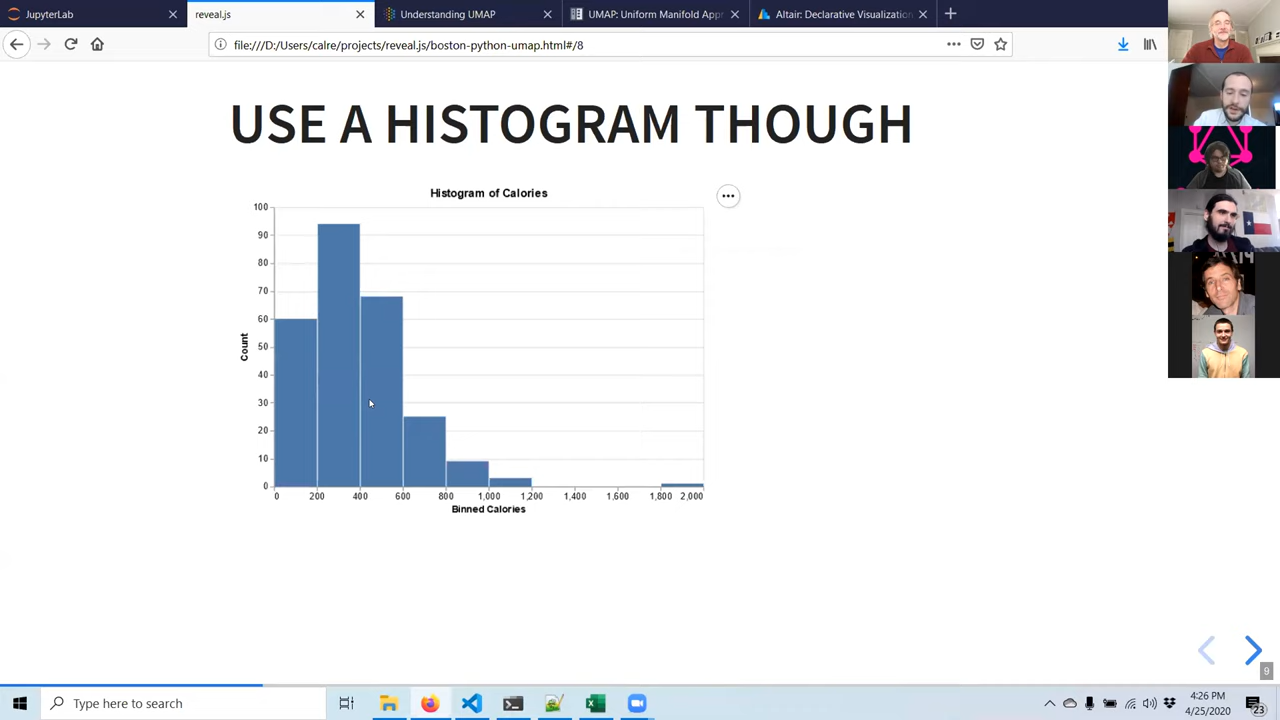 JupyterLab
reveal.js
Understanding UMAP
UMAP: Uniform Manifold Appr
Altair: Declarative Visualization
file:///D:/Users/calre/projects/reveal.js/boston-python-umap.html#/8
USE A HISTOGRAM THOUGH
Histogram of Calories
100
90
80
70
60
50
40
30
20
10
0
Count
0 200 400 600 800 1,000 1,200 1,400 1,600 1,800 2,000
Binned Calories
9
Type here to search
4:26 PM
4/25/2020
23